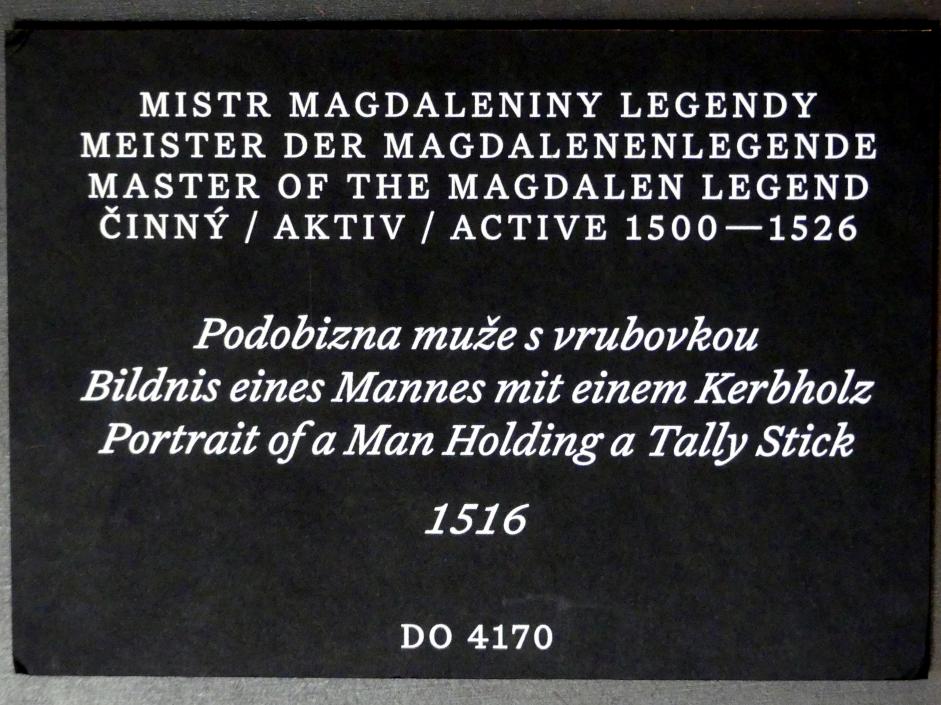 MISTR MAGDALENINY LEGENDY
MEISTER DER MAGDALENENLEGENDE
MASTER OF THE MAGDALEN LEGEND
ČINNÝ / AKTIV / ACTIVE 1500—1526
Podobizna muže s vrubovkou
Bildnis eines Mannes mit einem Kerbholz
Portrait of a Man Holding a Tally Stick
1516
DO 4170